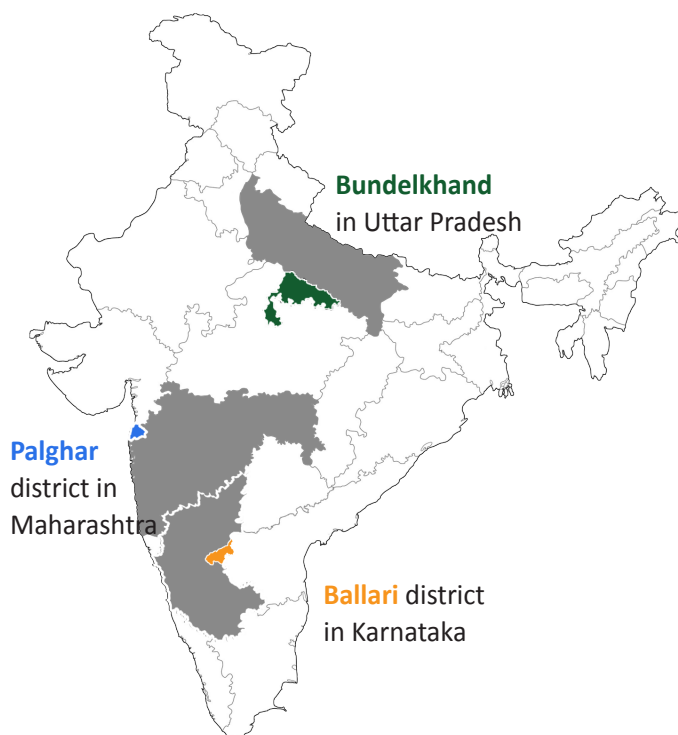 Bundelkhand
in Uttar Pradesh
Palghar
district in
Maharashtra
Ballari district
in Karnataka